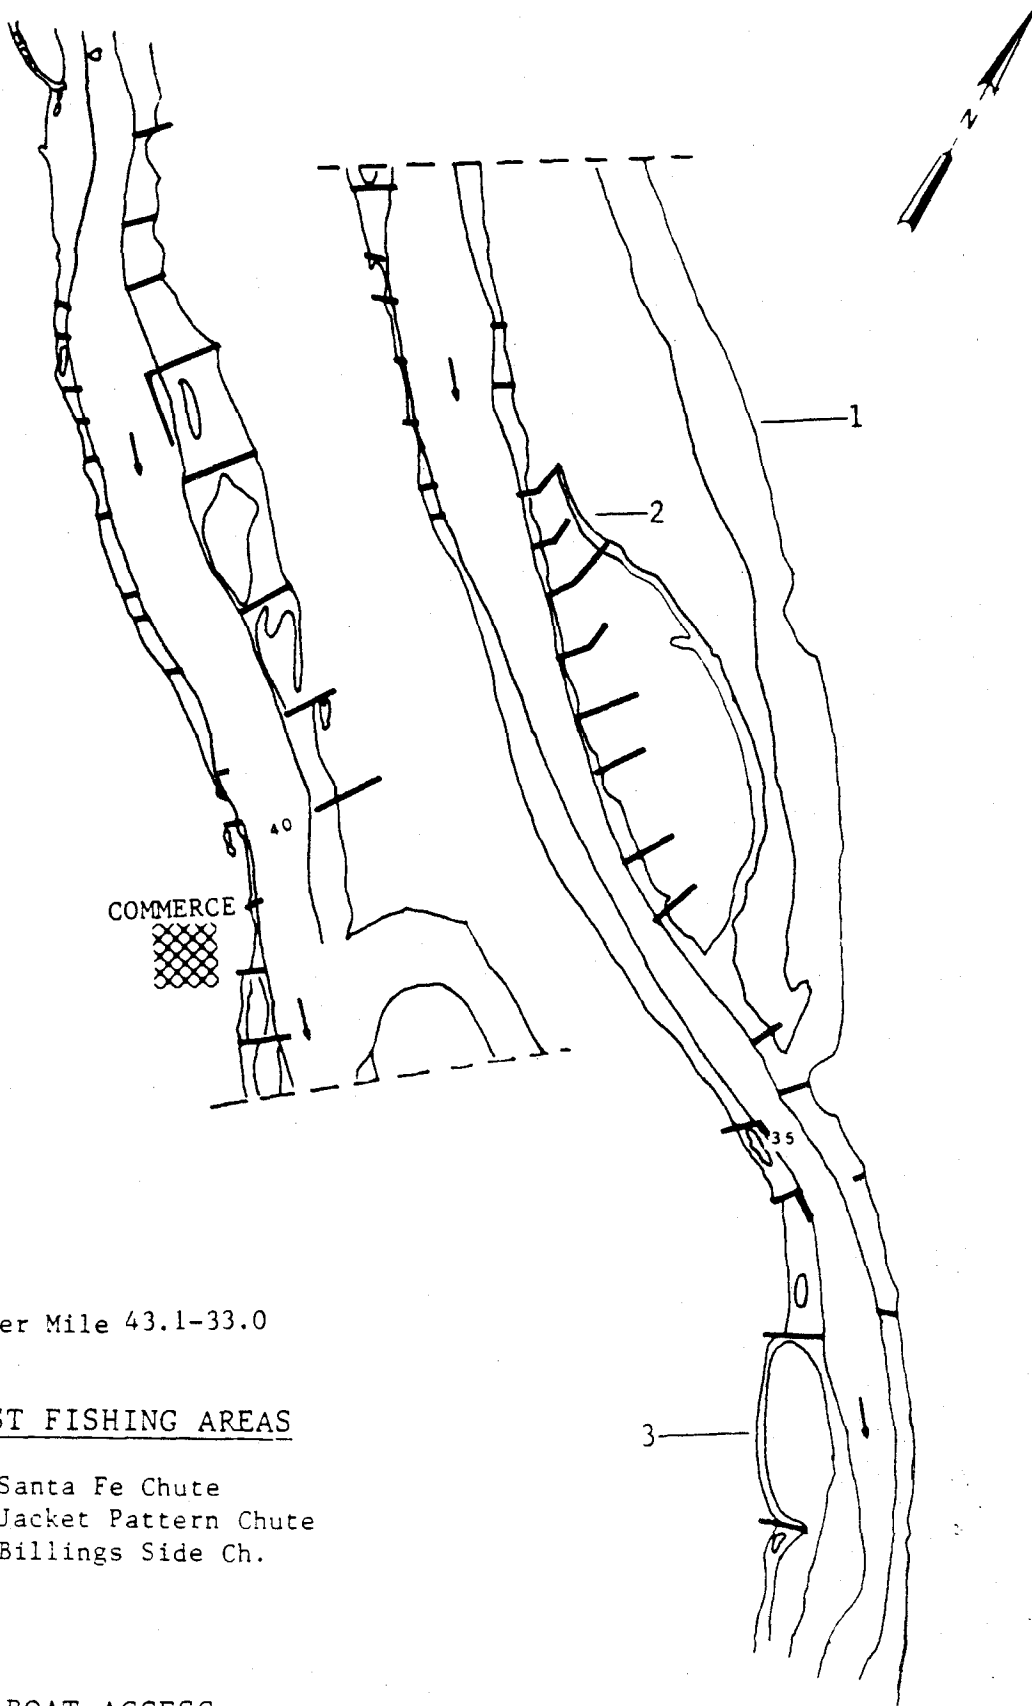 N
1
2
40
COMMERCE
35
er Mile 43.1-33.0
ST FISHING AREAS
3
Santa Fe Chute
Jacket Pattern Chute
Billings Side Ch.
BOAT ACCESS